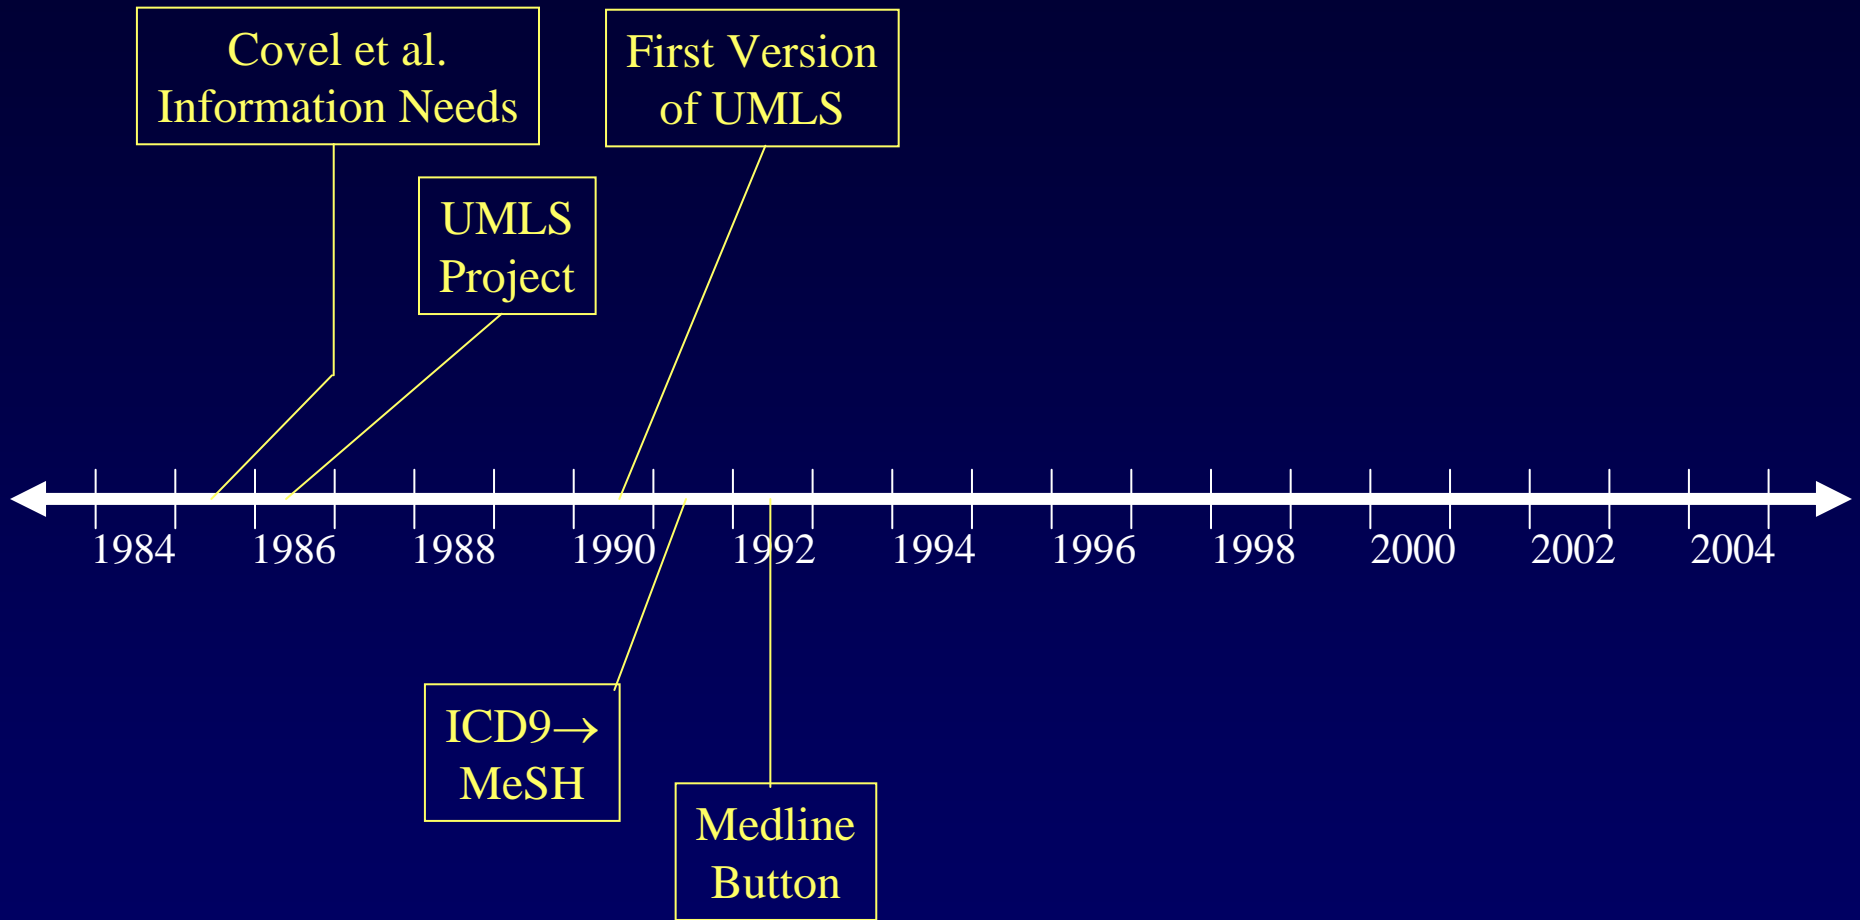 Covel et al.
Information Needs
First Version
of UMLS
UMLS
Project
1984 1986 1988 1990 1992 1994 1996 1998 2000 2002 2004
ICD9→
MeSH
Medline
Button